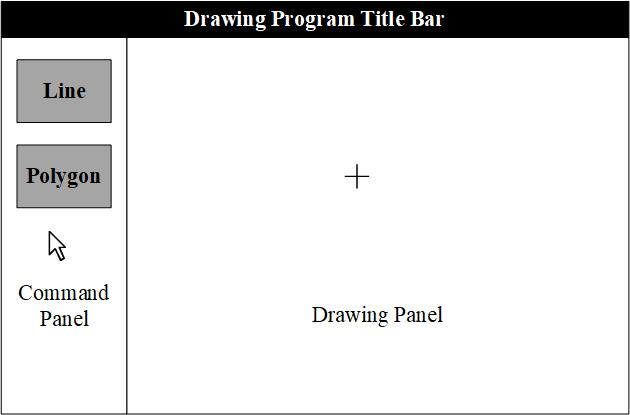 Drawing Program Title Bar
Line
Polygon
Command
Panel
Drawing Panel